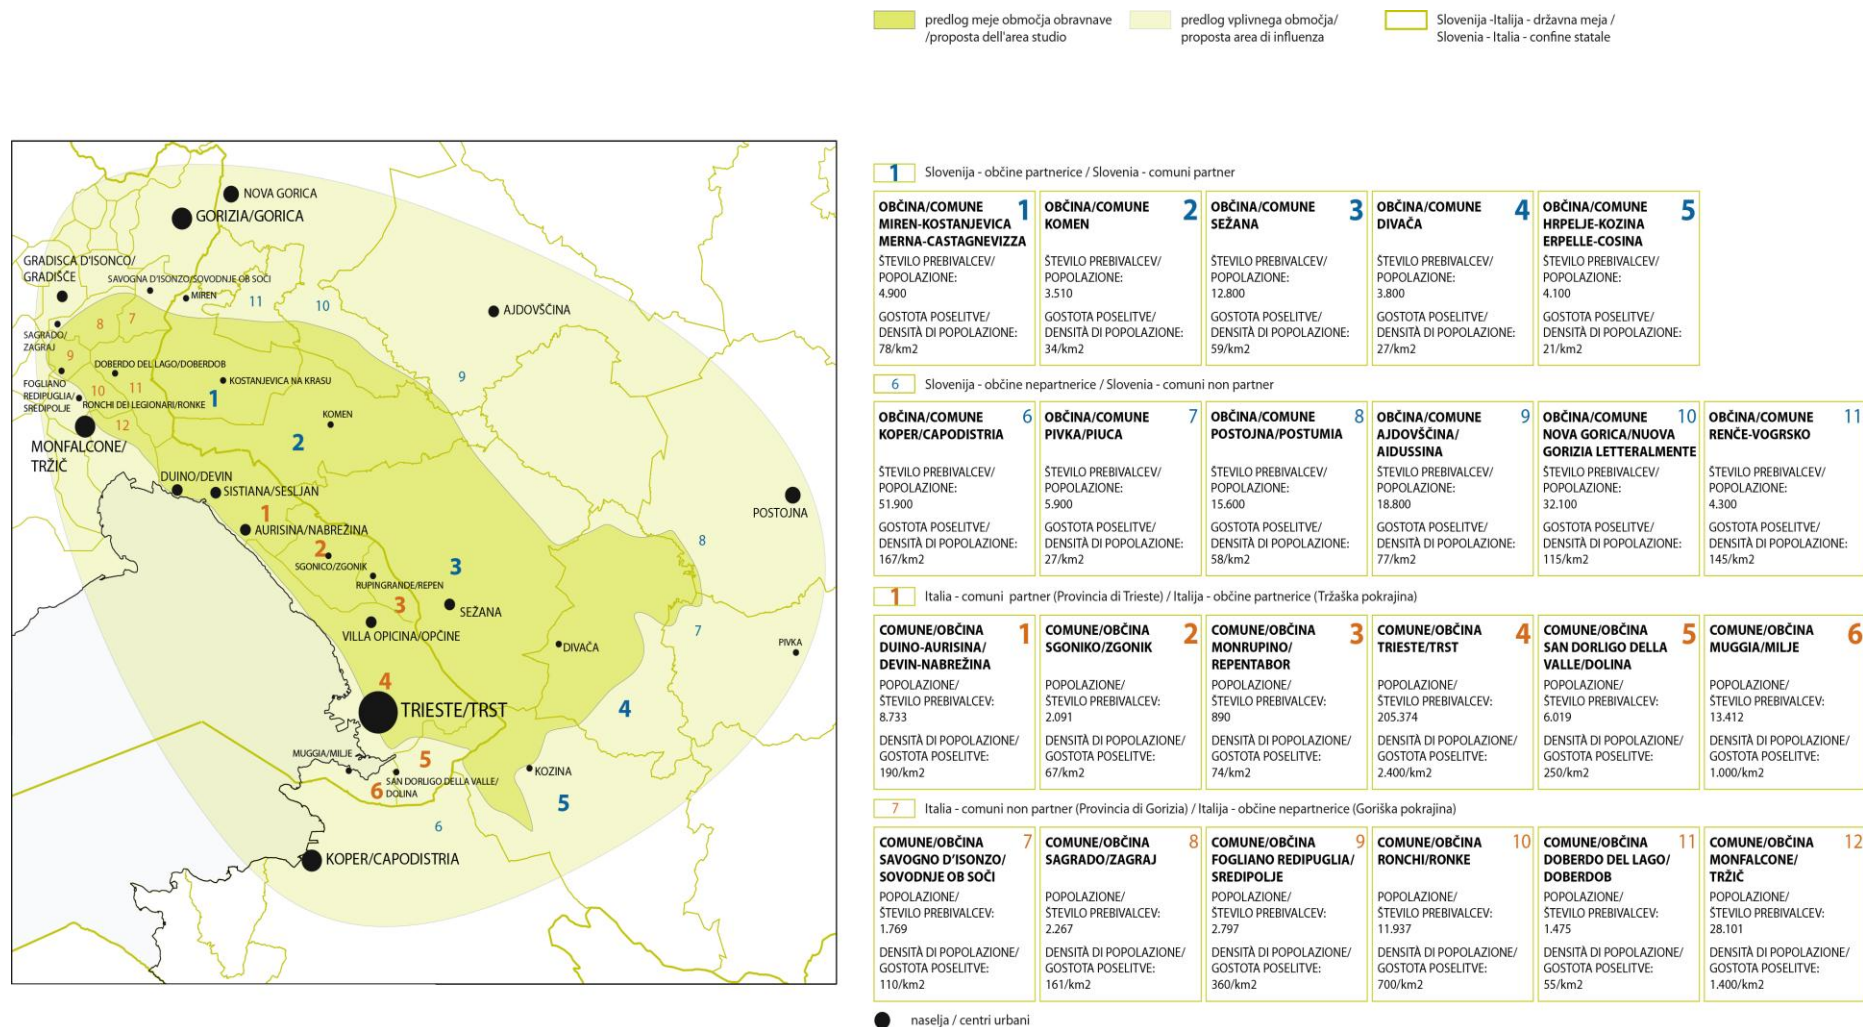 predlog meje območja obravnave
/proposta dell'area studio
predlog vplivnega območja/
proposta area di influenza
Slovenija -Italija - državna meja /
Slovenia - Italia - confine statale
NOVA GORICA
GORIZIA/GORICA
GRADISCA D'ISONCO/
GRADIŠČE
SAVOGNA D'ISONZO/SOVODNJE OB SOČI
MIREN
11
10
AJDOVŠČINA
8
7
SAGRADO/
ZAGRAJ
9
DOBERDO DEL LAGO/DOBERDOB
KOSTANJEVICA NA KRASU
9
FOGLIANO
REDIPUGLIA/
SREDIPOLJE
10
11
1
RONCHI DEI LEGIONARI/RONKE
KOMEN
12
2
MONFALCONE/
TRŽIČ
DUINO/DEVIN
SISTIANA/SESLJAN
POSTOJNA
1
AURISINA/NABREŽINA
2
8
SGONICO/ZGONIK
3
RUPINGRANDE/REPEN
3
SEŽANA
VILLA OPICINA/OPČINE
7
DIVAČA
PIVKA
4
TRIESTE/TRST
4
MUGGIA/MILJE
5
KOZINA
SAN DORLIGO DELLA VALLE/
DOLINA
6
5
6
KOPER/CAPODISTRIA
1 Slovenija - občine partnerice / Slovenia - comuni partner
OBČINA/COMUNE 1
MIREN-KOSTANJEVICA
MERNA-CASTAGNEVIZZA
ŠTEVILO PREBIVALCEV/
POPOLAZIONE:
4.900
GOSTOTA POSELITVE/
DENSITÀ DI POPOLAZIONE:
78/km2
OBČINA/COMUNE 2
KOMEN
ŠTEVILO PREBIVALCEV/
POPOLAZIONE:
3.510
GOSTOTA POSELITVE/
DENSITÀ DI POPOLAZIONE:
34/km2
OBČINA/COMUNE 3
SEŽANA
ŠTEVILO PREBIVALCEV/
POPOLAZIONE:
12.800
GOSTOTA POSELITVE/
DENSITÀ DI POPOLAZIONE:
59/km2
OBČINA/COMUNE 4
DIVAČA
ŠTEVILO PREBIVALCEV/
POPOLAZIONE:
3.800
GOSTOTA POSELITVE/
DENSITÀ DI POPOLAZIONE:
27/km2
OBČINA/COMUNE 5
HRPELJE-KOZINA
ERPELLE-COSINA
ŠTEVILO PREBIVALCEV/
POPOLAZIONE:
4.100
GOSTOTA POSELITVE/
DENSITÀ DI POPOLAZIONE:
21/km2
6 Slovenija - občine nepartnerice / Slovenia - comuni non partner
OBČINA/COMUNE 6
KOPER/CAPODISTRIA
ŠTEVILO PREBIVALCEV/
POPOLAZIONE:
51.900
GOSTOTA POSELITVE/
DENSITÀ DI POPOLAZIONE:
167/km2
OBČINA/COMUNE 7
PIVKA/PIUCA
ŠTEVILO PREBIVALCEV/
POPOLAZIONE:
5.900
GOSTOTA POSELITVE/
DENSITÀ DI POPOLAZIONE:
27/km2
OBČINA/COMUNE 8
POSTOJNA/POSTUMIA
ŠTEVILO PREBIVALCEV/
POPOLAZIONE:
15.600
GOSTOTA POSELITVE/
DENSITÀ DI POPOLAZIONE:
58/km2
OBČINA/COMUNE 9
AJDOVŠČINA/
AIDUSSINA
ŠTEVILO PREBIVALCEV/
POPOLAZIONE:
18.800
GOSTOTA POSELITVE/
DENSITÀ DI POPOLAZIONE:
77/km2
OBČINA/COMUNE 10
NOVA GORICA/NUOVA
GORIZIA LETTERALMENTE
ŠTEVILO PREBIVALCEV/
POPOLAZIONE:
32.100
GOSTOTA POSELITVE/
DENSITÀ DI POPOLAZIONE:
115/km2
OBČINA/COMUNE 11
RENČE-VOGRSKO
ŠTEVILO PREBIVALCEV/
POPOLAZIONE:
4.300
GOSTOTA POSELITVE/
DENSITÀ DI POPOLAZIONE:
145/km2
1 Italia - comuni partner (Provincia di Trieste) / Italija - občine partnerice (Tržaška pokrajina)
COMUNE/OBČINA 1
DUINO-AURISINA/
DEVIN-NABREŽINA
POPOLAZIONE/
ŠTEVILO PREBIVALCEV:
8.733
DENSITÀ DI POPOLAZIONE/
GOSTOTA POSELITVE:
190/km2
COMUNE/OBČINA 2
SGONIKO/ZGONIK
POPOLAZIONE/
ŠTEVILO PREBIVALCEV:
2.091
DENSITÀ DI POPOLAZIONE/
GOSTOTA POSELITVE:
67/km2
COMUNE/OBČINA 3
MONRUPINO/
REPENTABOR
POPOLAZIONE/
ŠTEVILO PREBIVALCEV:
890
DENSITÀ DI POPOLAZIONE/
GOSTOTA POSELITVE:
74/km2
COMUNE/OBČINA 4
TRIESTE/TRST
POPOLAZIONE/
ŠTEVILO PREBIVALCEV:
205.374
DENSITÀ DI POPOLAZIONE/
GOSTOTA POSELITVE:
2.400/km2
COMUNE/OBČINA 5
SAN DORLIGO DELLA
VALLE/DOLINA
POPOLAZIONE/
ŠTEVILO PREBIVALCEV:
6.019
DENSITÀ DI POPOLAZIONE/
GOSTOTA POSELITVE:
250/km2
COMUNE/OBČINA 6
MUGGIA/MILJE
POPOLAZIONE/
ŠTEVILO PREBIVALCEV:
13.412
DENSITÀ DI POPOLAZIONE/
GOSTOTA POSELITVE:
1.000/km2
7 Italia - comuni non partner (Provincia di Gorizia) / Italija - občine nepartnerice (Goriška pokrajina)
COMUNE/OBČINA 7
SAVOGNO D'ISONZO/
SOVODNJE OB SOČI
POPOLAZIONE/
ŠTEVILO PREBIVALCEV:
1.769
DENSITÀ DI POPOLAZIONE/
GOSTOTA POSELITVE:
110/km2
COMUNE/OBČINA 8
SAGRADO/ZAGRAJ
POPOLAZIONE/
ŠTEVILO PREBIVALCEV:
2.267
DENSITÀ DI POPOLAZIONE/
GOSTOTA POSELITVE:
161/km2
COMUNE/OBČINA 9
FOGLIANO REDIPUGLIA/
SREDIPOLJE
POPOLAZIONE/
ŠTEVILO PREBIVALCEV:
2.797
DENSITÀ DI POPOLAZIONE/
GOSTOTA POSELITVE:
360/km2
COMUNE/OBČINA 10
RONCHI/RONKE
POPOLAZIONE/
ŠTEVILO PREBIVALCEV:
11.937
DENSITÀ DI POPOLAZIONE/
GOSTOTA POSELITVE:
700/km2
COMUNE/OBČINA 11
DOBERDO DEL LAGO/
DOBERDOB
POPOLAZIONE/
ŠTEVILO PREBIVALCEV:
1.475
DENSITÀ DI POPOLAZIONE/
GOSTOTA POSELITVE:
55/km2
COMUNE/OBČINA 12
MONFALCONE/
TRŽIČ
POPOLAZIONE/
ŠTEVILO PREBIVALCEV:
28.101
DENSITÀ DI POPOLAZIONE/
GOSTOTA POSELITVE:
1.400/km2
naselja / centri urbani